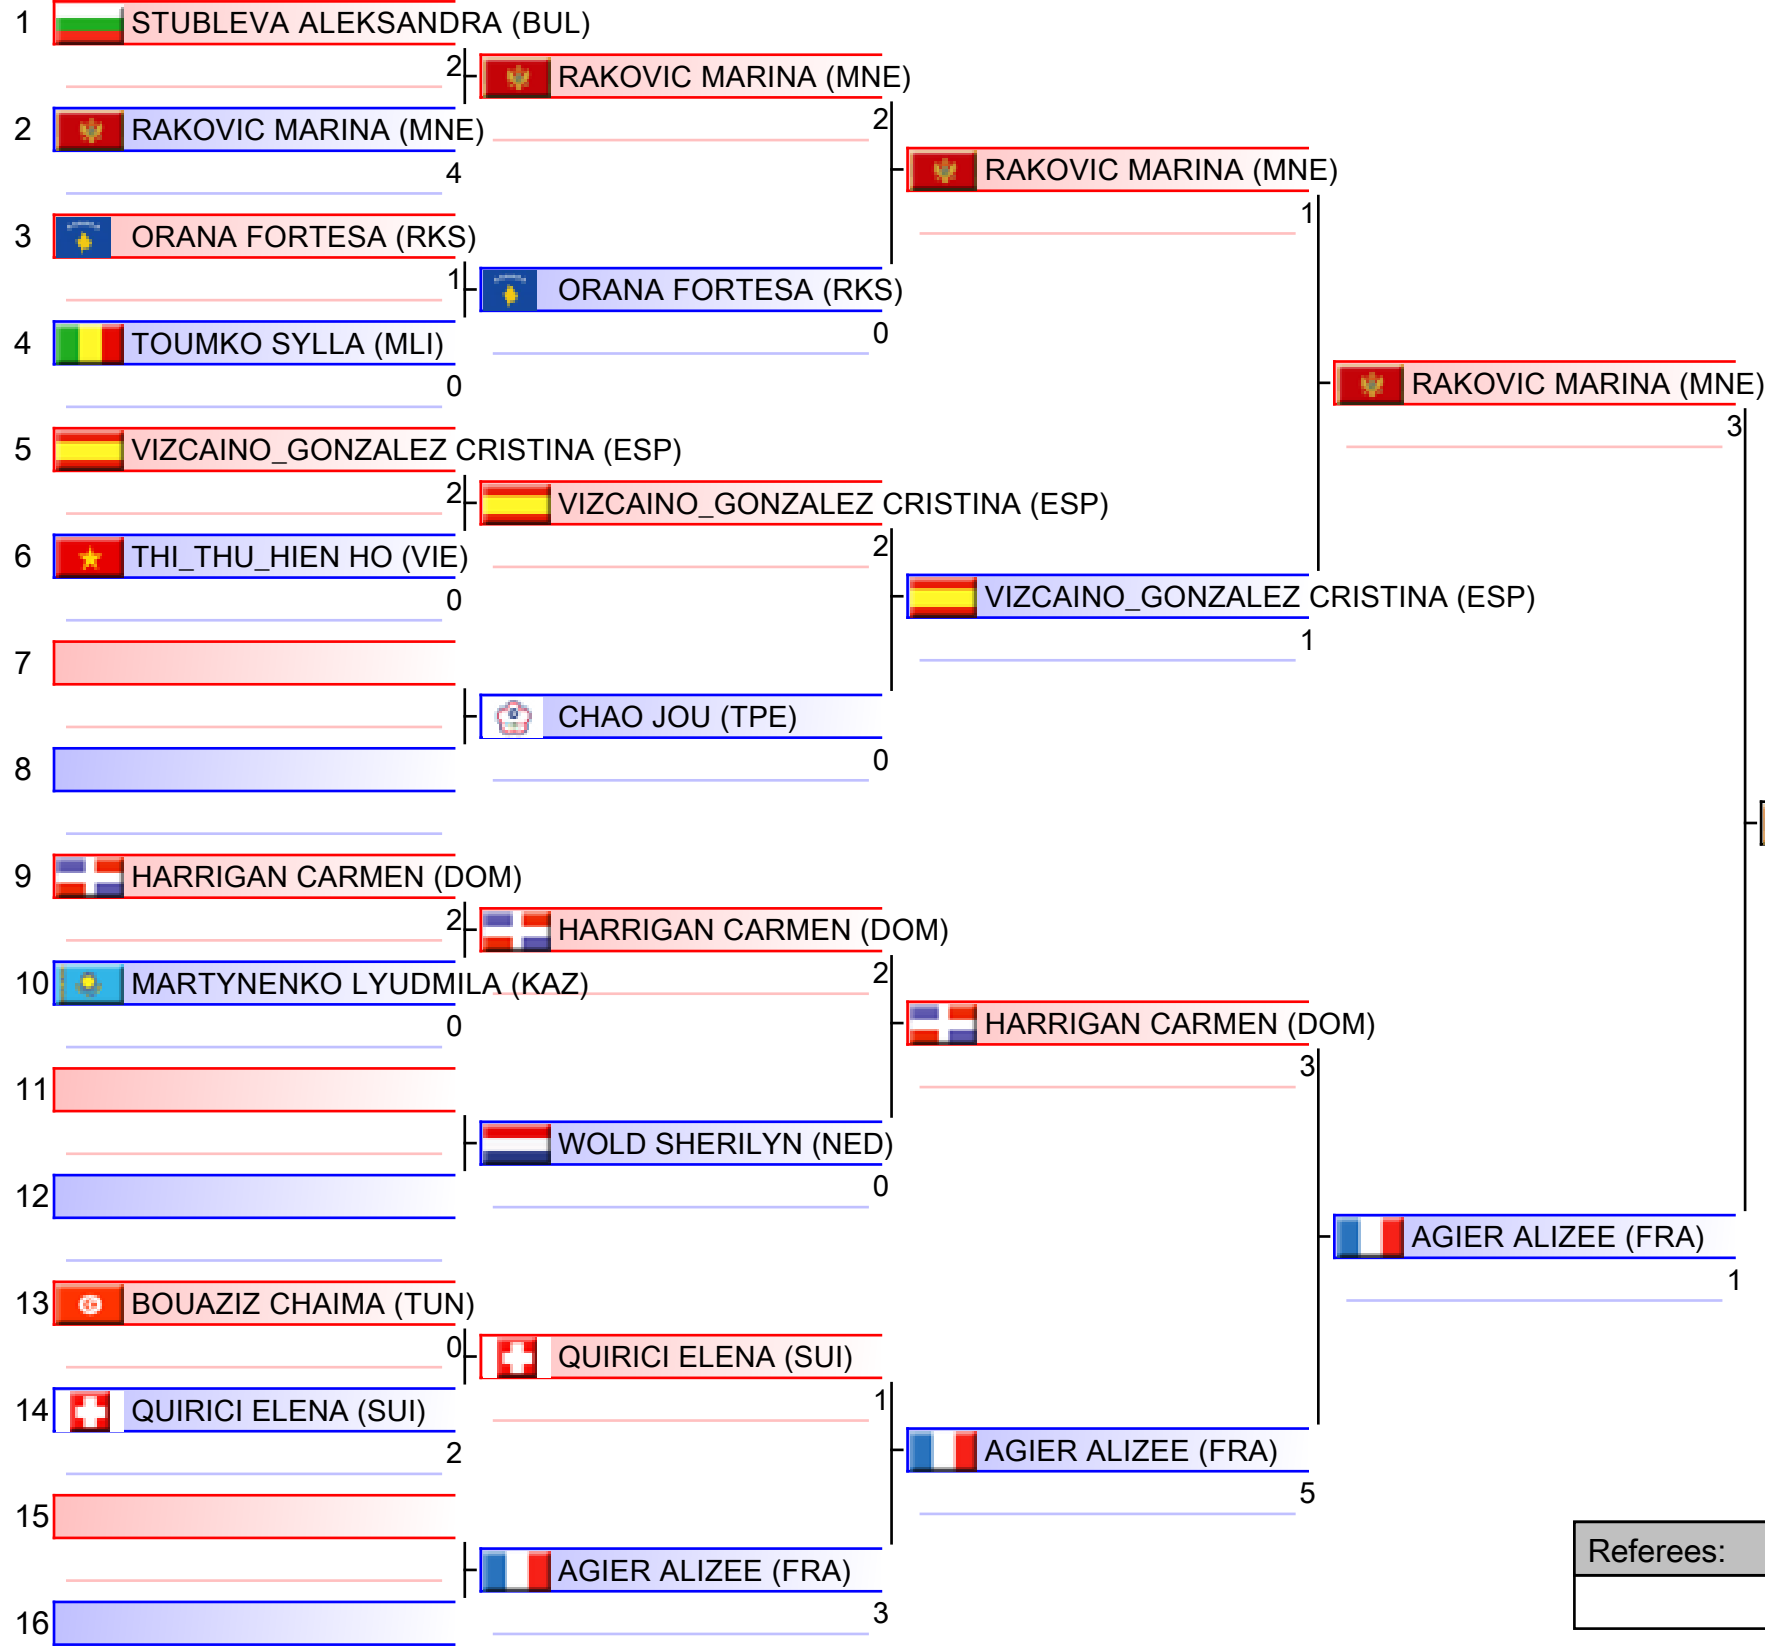 1 STUBLEVA ALEKSANDRA (BUL)
2
RAKOVIC MARINA (MNE)
2 RAKOVIC MARINA (MNE)
2
4
RAKOVIC MARINA (MNE)
1
3 ORANA FORTESA (RKS)
1
ORANA FORTESA (RKS)
0
4 TOUMKO SYLLA (MLI)
0
RAKOVIC MARINA (MNE)
3
5 VIZCAINO_GONZALEZ CRISTINA (ESP)
2
VIZCAINO_GONZALEZ CRISTINA (ESP)
2
6 THI_THU_HIEN HO (VIE)
0
VIZCAINO_GONZALEZ CRISTINA (ESP)
1
7
CHAO JOU (TPE)
0
8
9 HARRIGAN CARMEN (DOM)
2
HARRIGAN CARMEN (DOM)
2
10 MARTYNENKO LYUDMILA (KAZ)
0
HARRIGAN CARMEN (DOM)
3
11
WOLD SHERILYN (NED)
0
12
AGIER ALIZEE (FRA)
1
13 BOUAZIZ CHAIMA (TUN)
0
QUIRICI ELENA (SUI)
1
14 QUIRICI ELENA (SUI)
2
AGIER ALIZEE (FRA)
5
15
AGIER ALIZEE (FRA)
3
16
Referees: